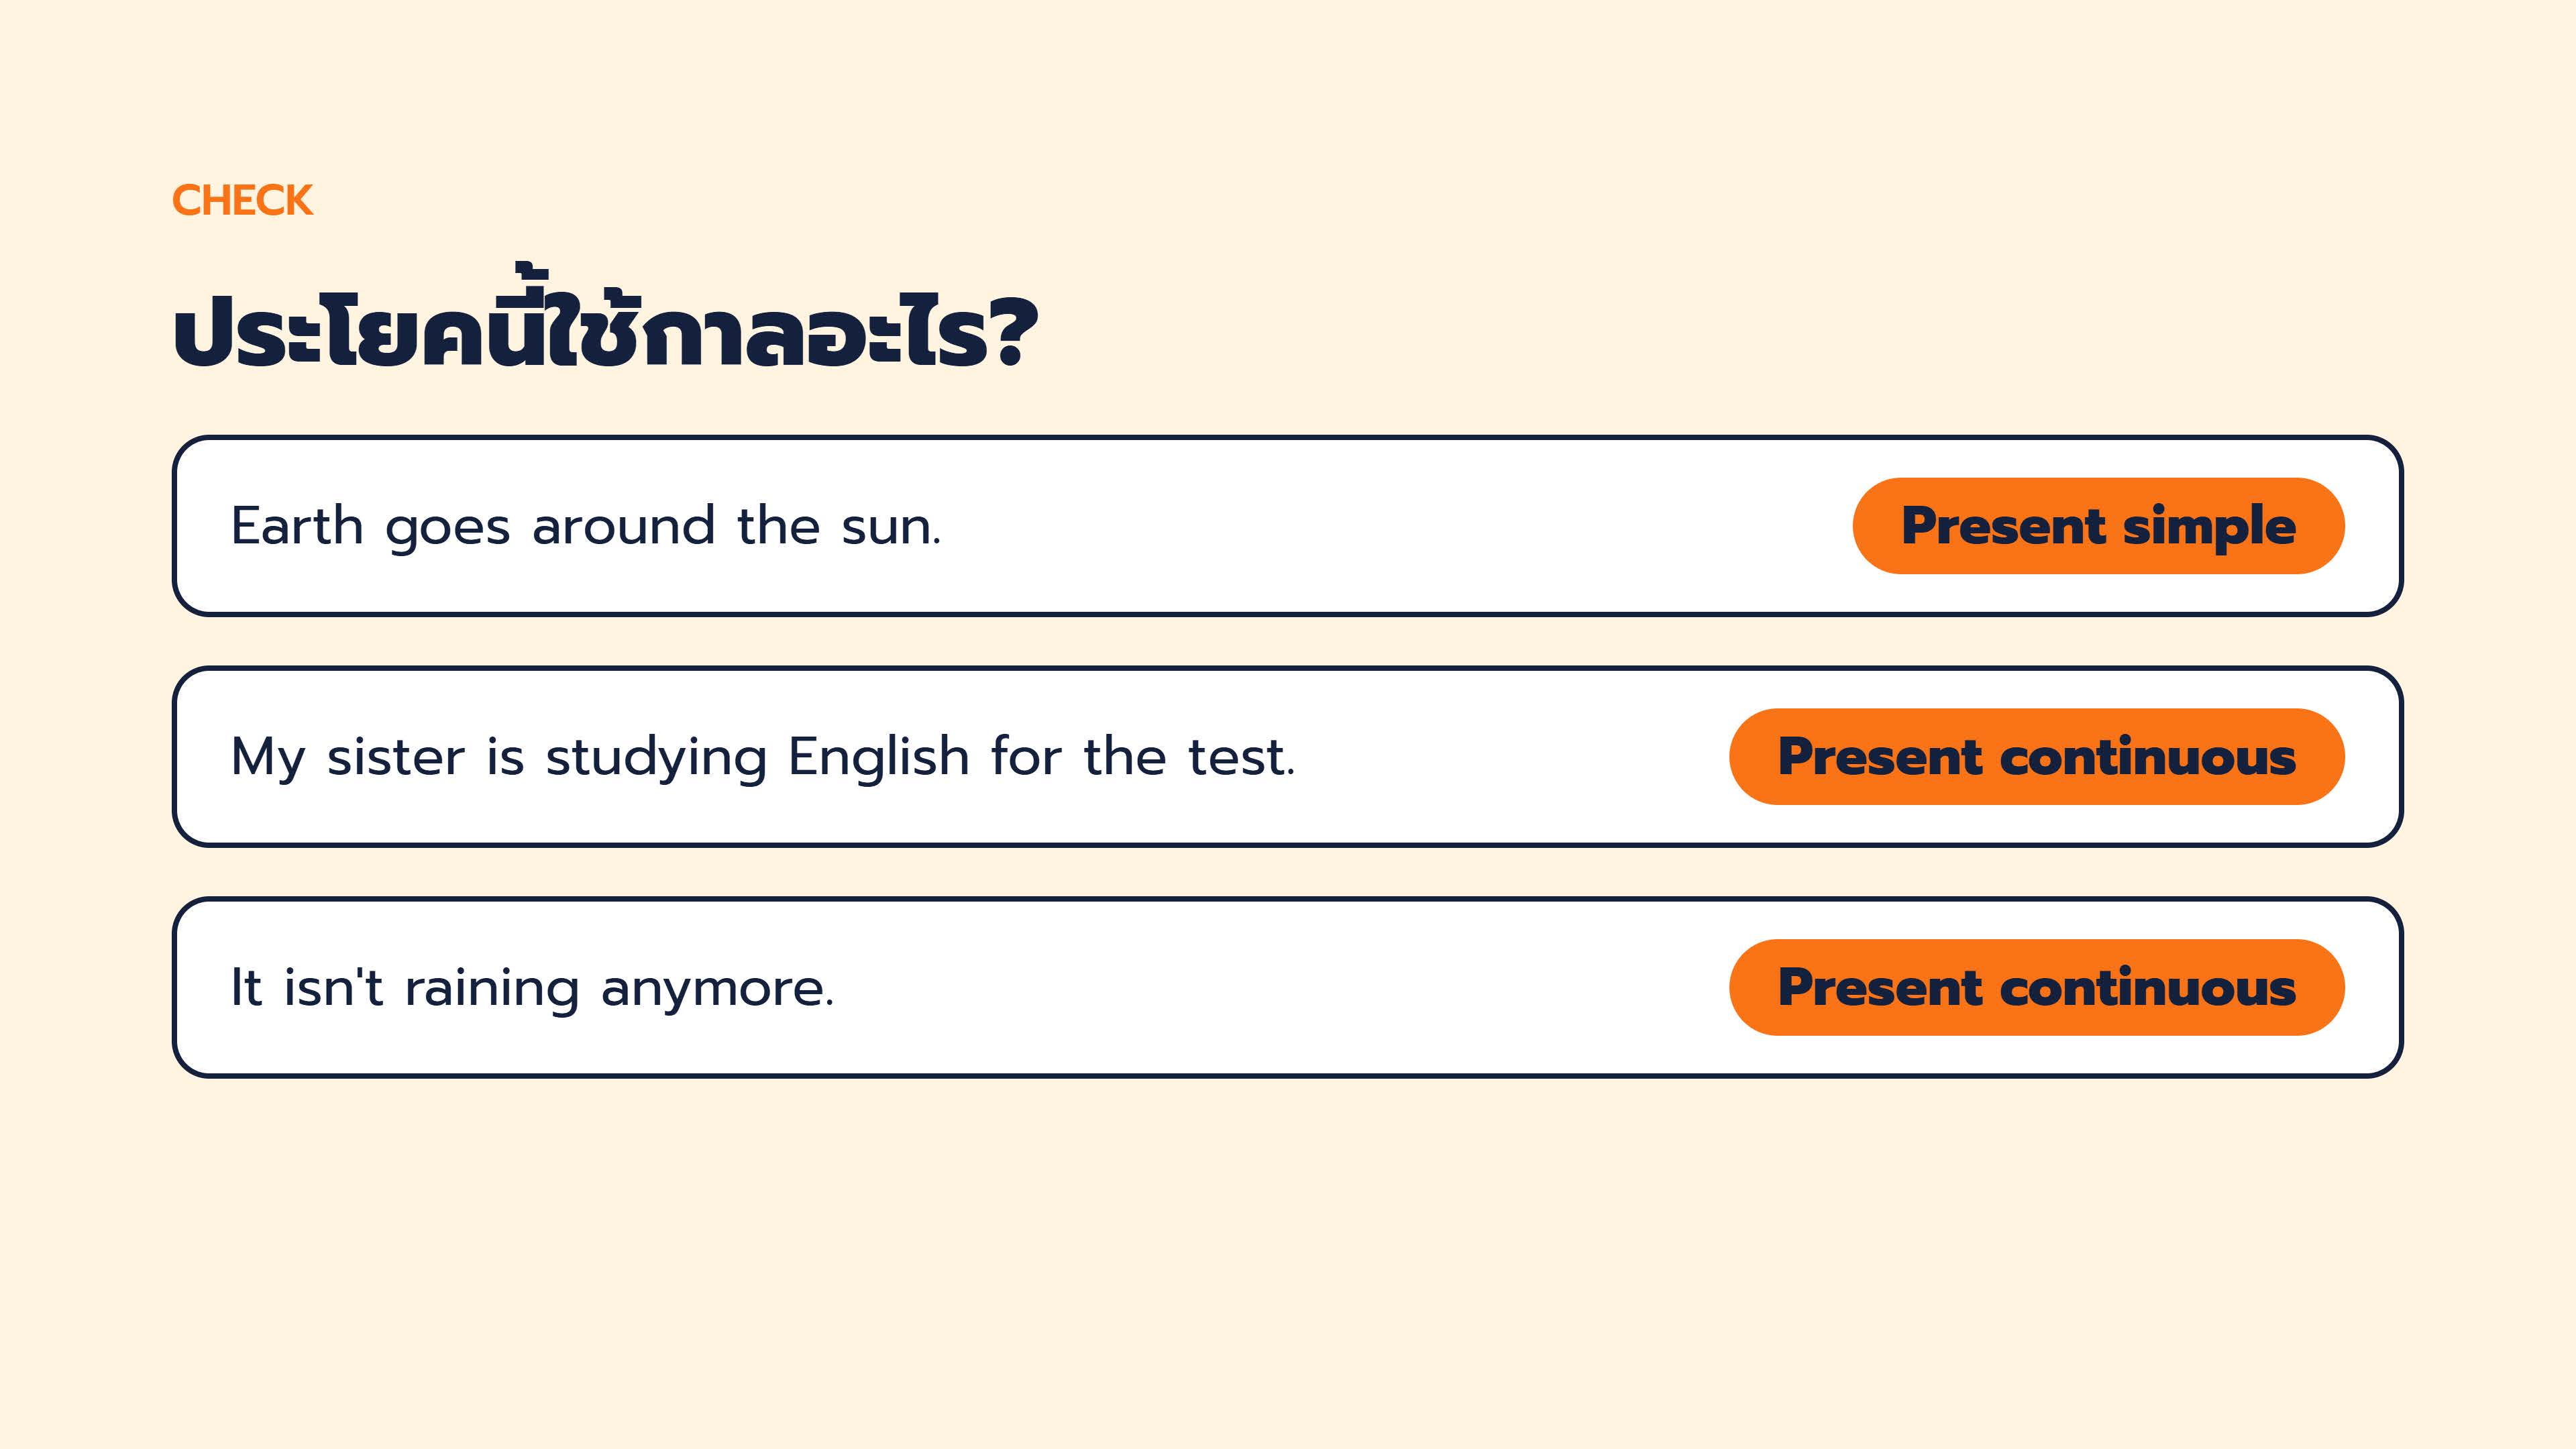 CHECK
ประโยคนี้ใช้กาลอะไร?
Earth goes around the sun.
Present simple
My sister is studying English for the test.
Present continuous
It isn't raining anymore.
Present continuous